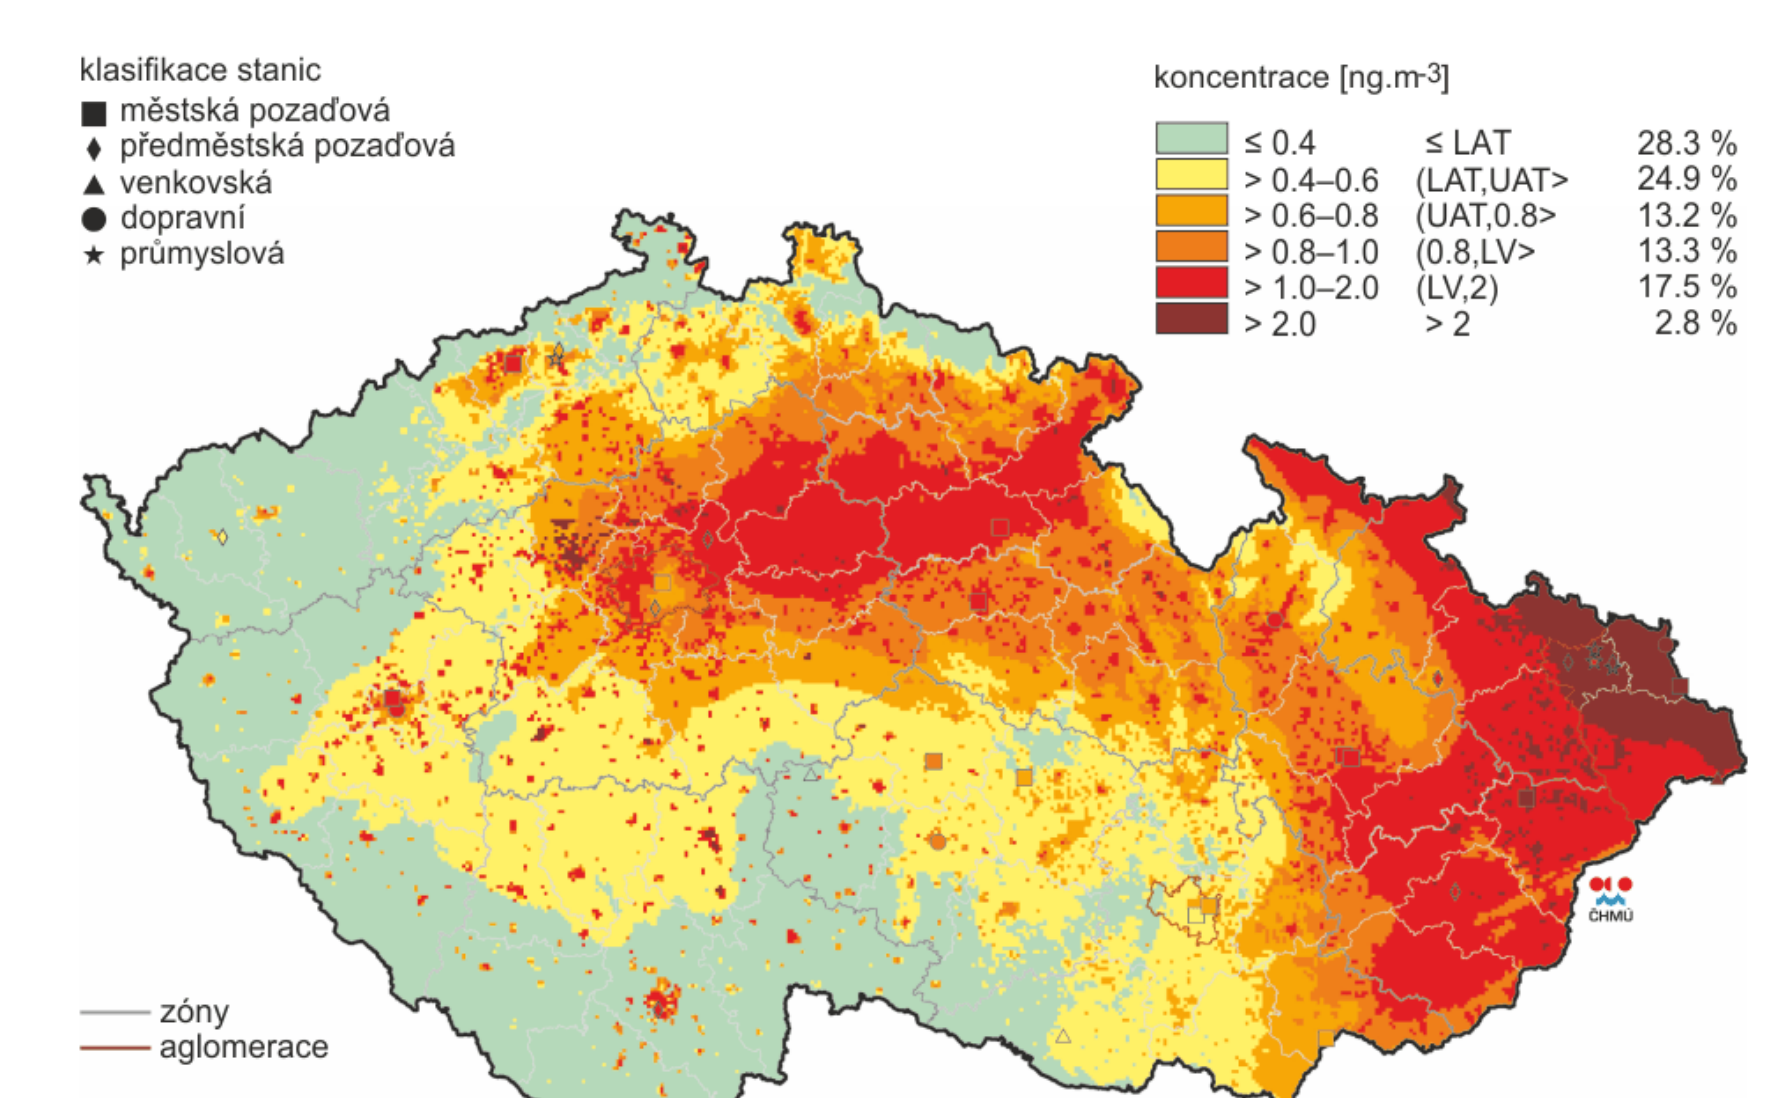 klasifikace stanic
městská pozaďová
předměstská pozaďová
venkovská
dopravní
průmyslová
koncentrace [ng.m-3]
≤ 0.4 ≤ LAT 28.3 %
> 0.4–0.6 (LAT,UAT> 24.9 %
> 0.6–0.8 (UAT,0.8> 13.2 %
> 0.8–1.0 (0.8,LV> 13.3 %
> 1.0–2.0 (LV,2) 17.5 %
> 2.0 > 2 2.8 %
ČHMÚ
zóny
aglomerace